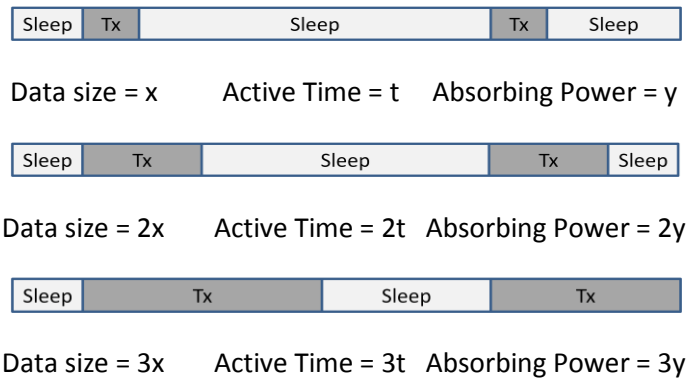 Sleep Tx Sleep Tx Sleep
Data size = x Active Time = t Absorbing Power = y
Sleep Tx Sleep Tx Sleep
Data size = 2x Active Time = 2t Absorbing Power = 2y
Sleep Tx Sleep Tx
Data size = 3x Active Time = 3t Absorbing Power = 3y